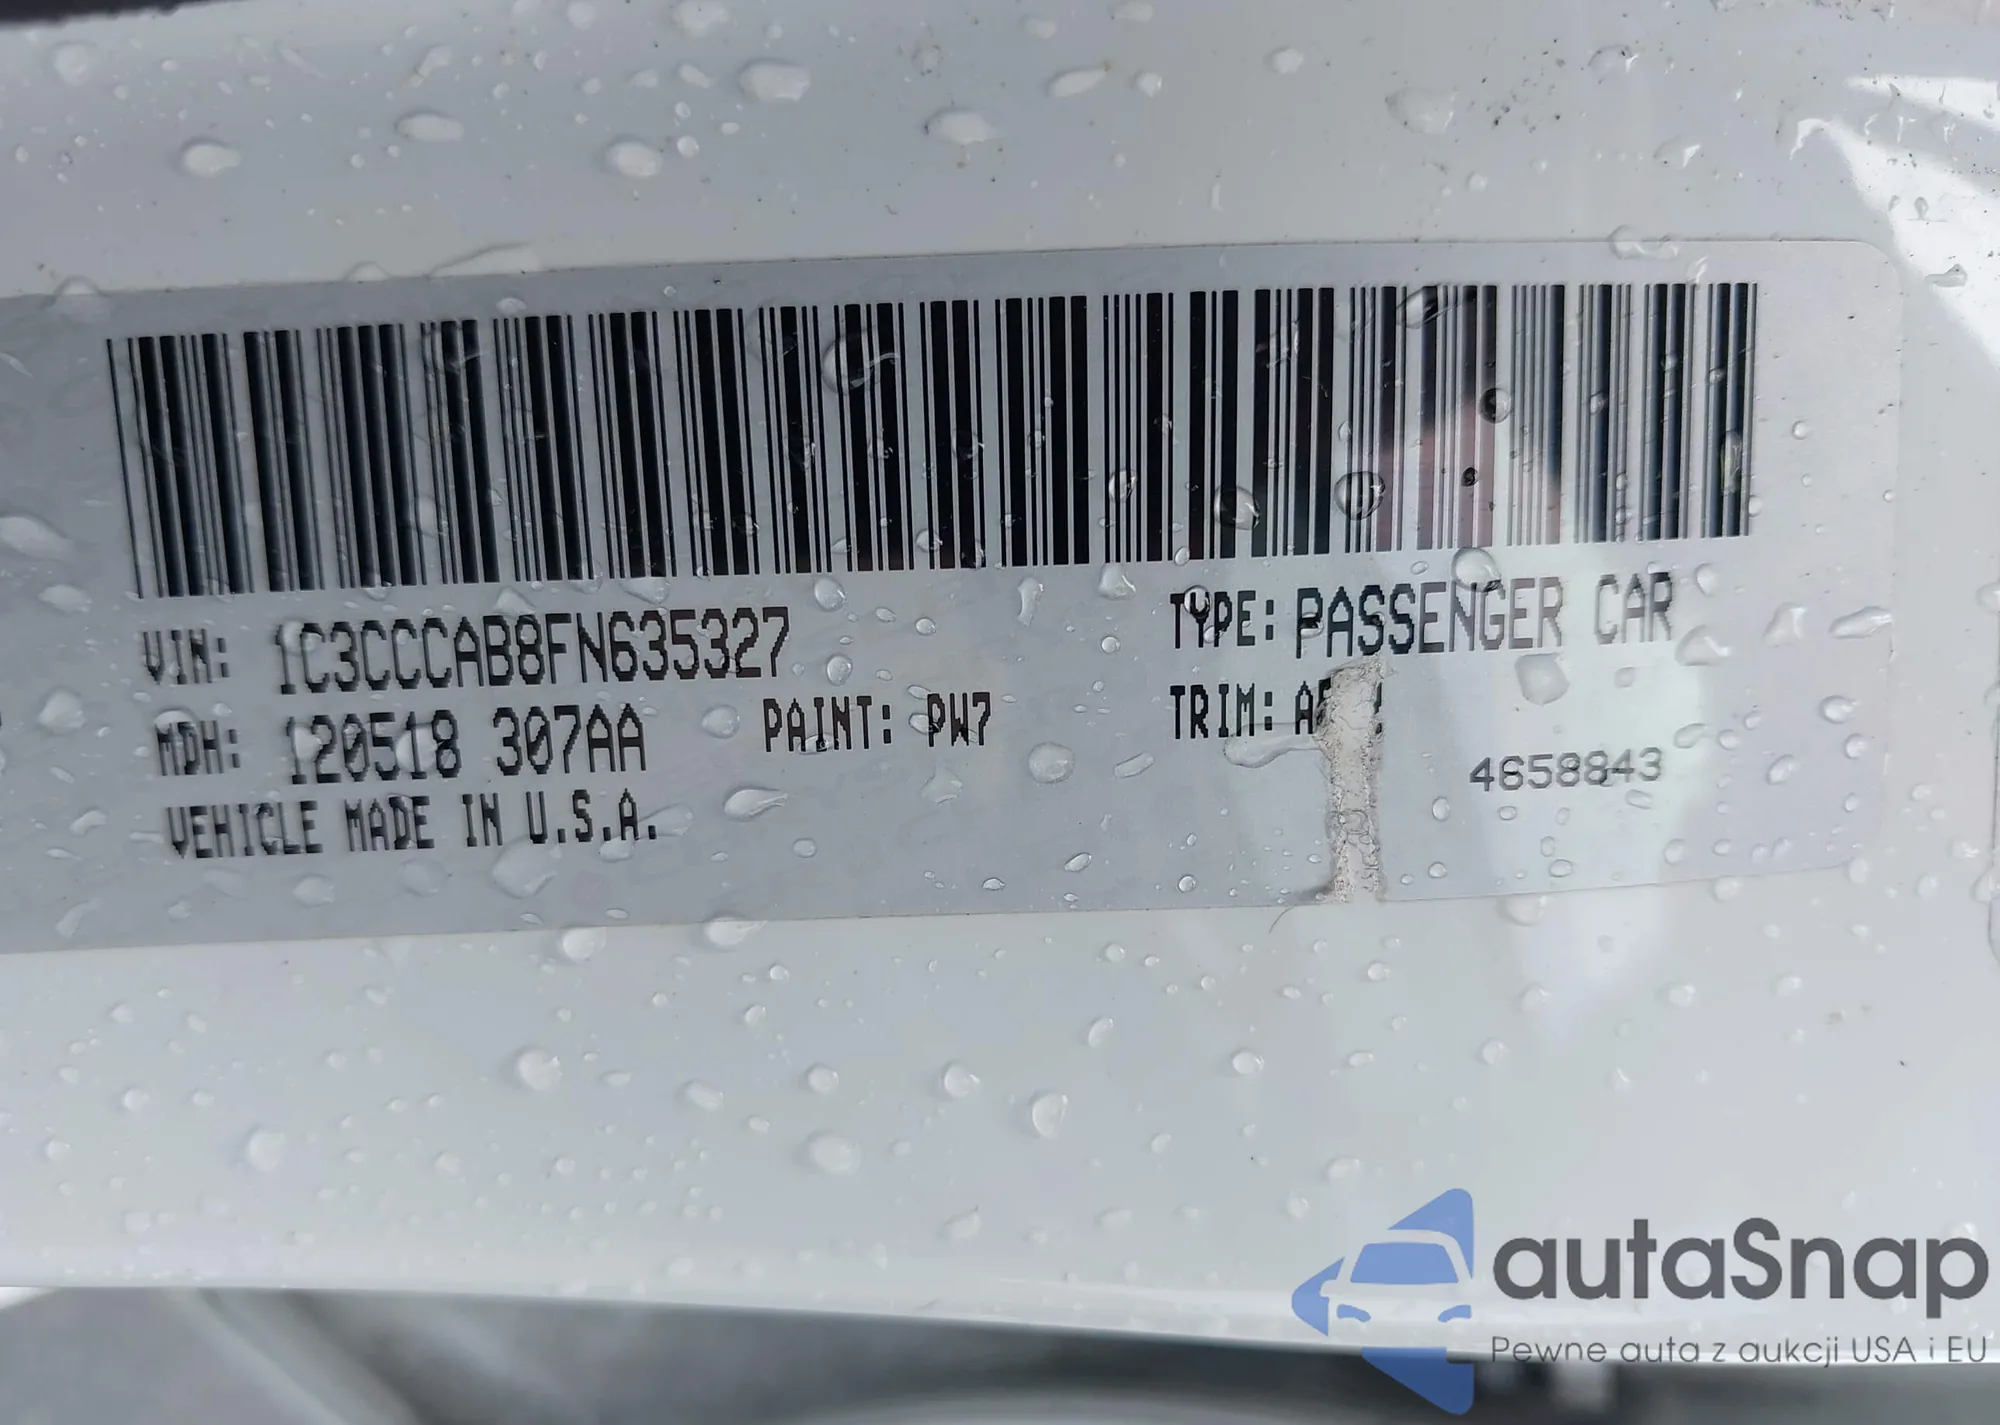 VIN: 1C3CCCAB8FN635327 TYPE: PASSENGER CAR
MDH: 120518 307AA PAINT: PW7 TRIM:
4658843
VEHICLE MADE IN U.S.A.
autaSnap
Pewne auta z aukcji USA i EU